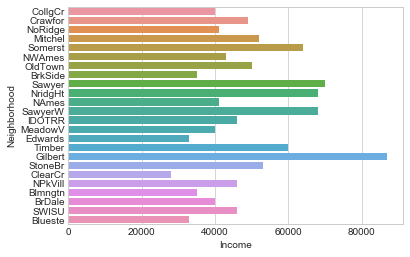 CollgCr
Crawfor
NoRidge
Mitchel
Somerst
NWAmes
OldTown
BrkSide
Sawyer
NridgHt
NAmes
SawyerW
IDOTRR
MeadowV
Edwards
Timber
Gilbert
StoneBr
ClearCr
NPkVill
Blmngtn
BrDale
SWISU
Blueste
Neighborhood
0 20000 40000 60000 80000
Income